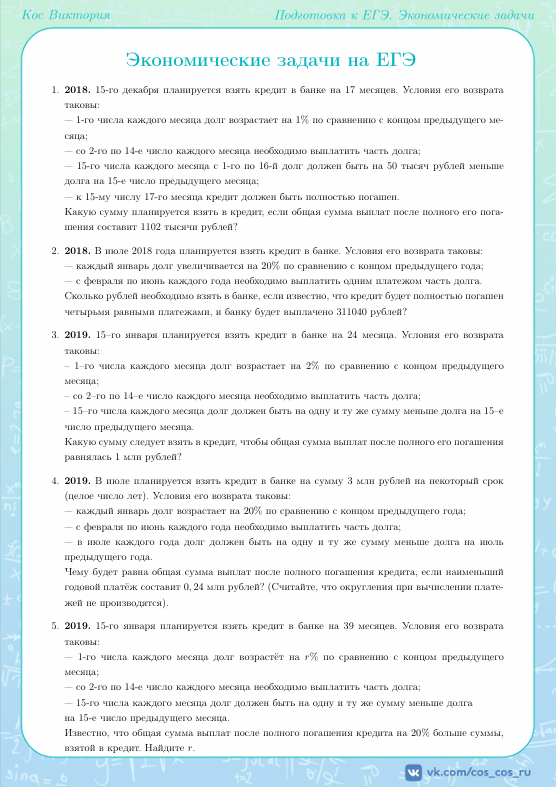 Кос Виктория
Подготовка к ЕГЭ. Экономические задачи
Экономические задачи на ЕГЭ
1. 2018. 15-го декабря планируется взять кредит в банке на 17 месяцев. Условия его возврата
таковы:
— 1-го числа каждого месяца долг возрастает на 1% по сравнению с концом предыдущего ме-
сяца;
— со 2-го по 14-е число каждого месяца необходимо выплатить часть долга;
— 15-го числа каждого месяца с 1-го по 16-й долг должен быть на 50 тысяч рублей меньше
долга на 15-е число предыдущего месяца;
— к 15-му числу 17-го месяца кредит должен быть полностью погашен.
Какую сумму планируется взять в кредит, если общая сумма выплат после полного его пога-
шения составит 1102 тысячи рублей?
2. 2018. В июле 2018 года планируется взять кредит в банке. Условия его возврата таковы:
— каждый январь долг увеличивается на 20% по сравнению с концом предыдущего года;
— с февраля по июнь каждого года необходимо выплатить одним платежом часть долга.
Сколько рублей необходимо взять в банке, если известно, что кредит будет полностью погашен
четырьмя равными платежами, и банку будет выплачено 311040 рублей?
3. 2019. 15–го января планируется взять кредит в банке на 24 месяца. Условия его возврата
таковы:
– 1–го числа каждого месяца долг возрастает на 2% по сравнению с концом предыдущего
месяца;
– со 2–го по 14–е число каждого месяца необходимо выплатить часть долга;
– 15–го числа каждого месяца долг должен быть на одну и ту же сумму меньше долга на 15–е
число предыдущего месяца.
Какую сумму следует взять в кредит, чтобы общая сумма выплат после полного его погашения
равнялась 1 млн рублей?
4. 2019. В июле планируется взять кредит в банке на сумму 3 млн рублей на некоторый срок
(целое число лет). Условия его возврата таковы:
— каждый январь долг возрастает на 20% по сравнению с концом предыдущего года;
— с февраля по июнь каждого года необходимо выплатить часть долга;
— в июле каждого года долг должен быть на одну и ту же сумму меньше долга на июль
предыдущего года.
Чему будет равна общая сумма выплат после полного погашения кредита, если наименьший
годовой платёж составит 0, 24 млн рублей? (Считайте, что округления при вычислении плате-
жей не производятся).
5. 2019. 15-го января планируется взять кредит в банке на 39 месяцев. Условия его возврата
таковы:
— 1-го числа каждого месяца долг возрастёт на r% по сравнению с концом предыдущего
месяца;
— со 2-го по 14-е число каждого месяца необходимо выплатить часть долга;
— 15-го числа каждого месяца долг должен быть на одну и ту же сумму меньше долга
на 15-е число предыдущего месяца.
Известно, что общая сумма выплат после полного погашения кредита на 20% больше суммы,
взятой в кредит. Найдите r.
vk.com/cos_cos_ru